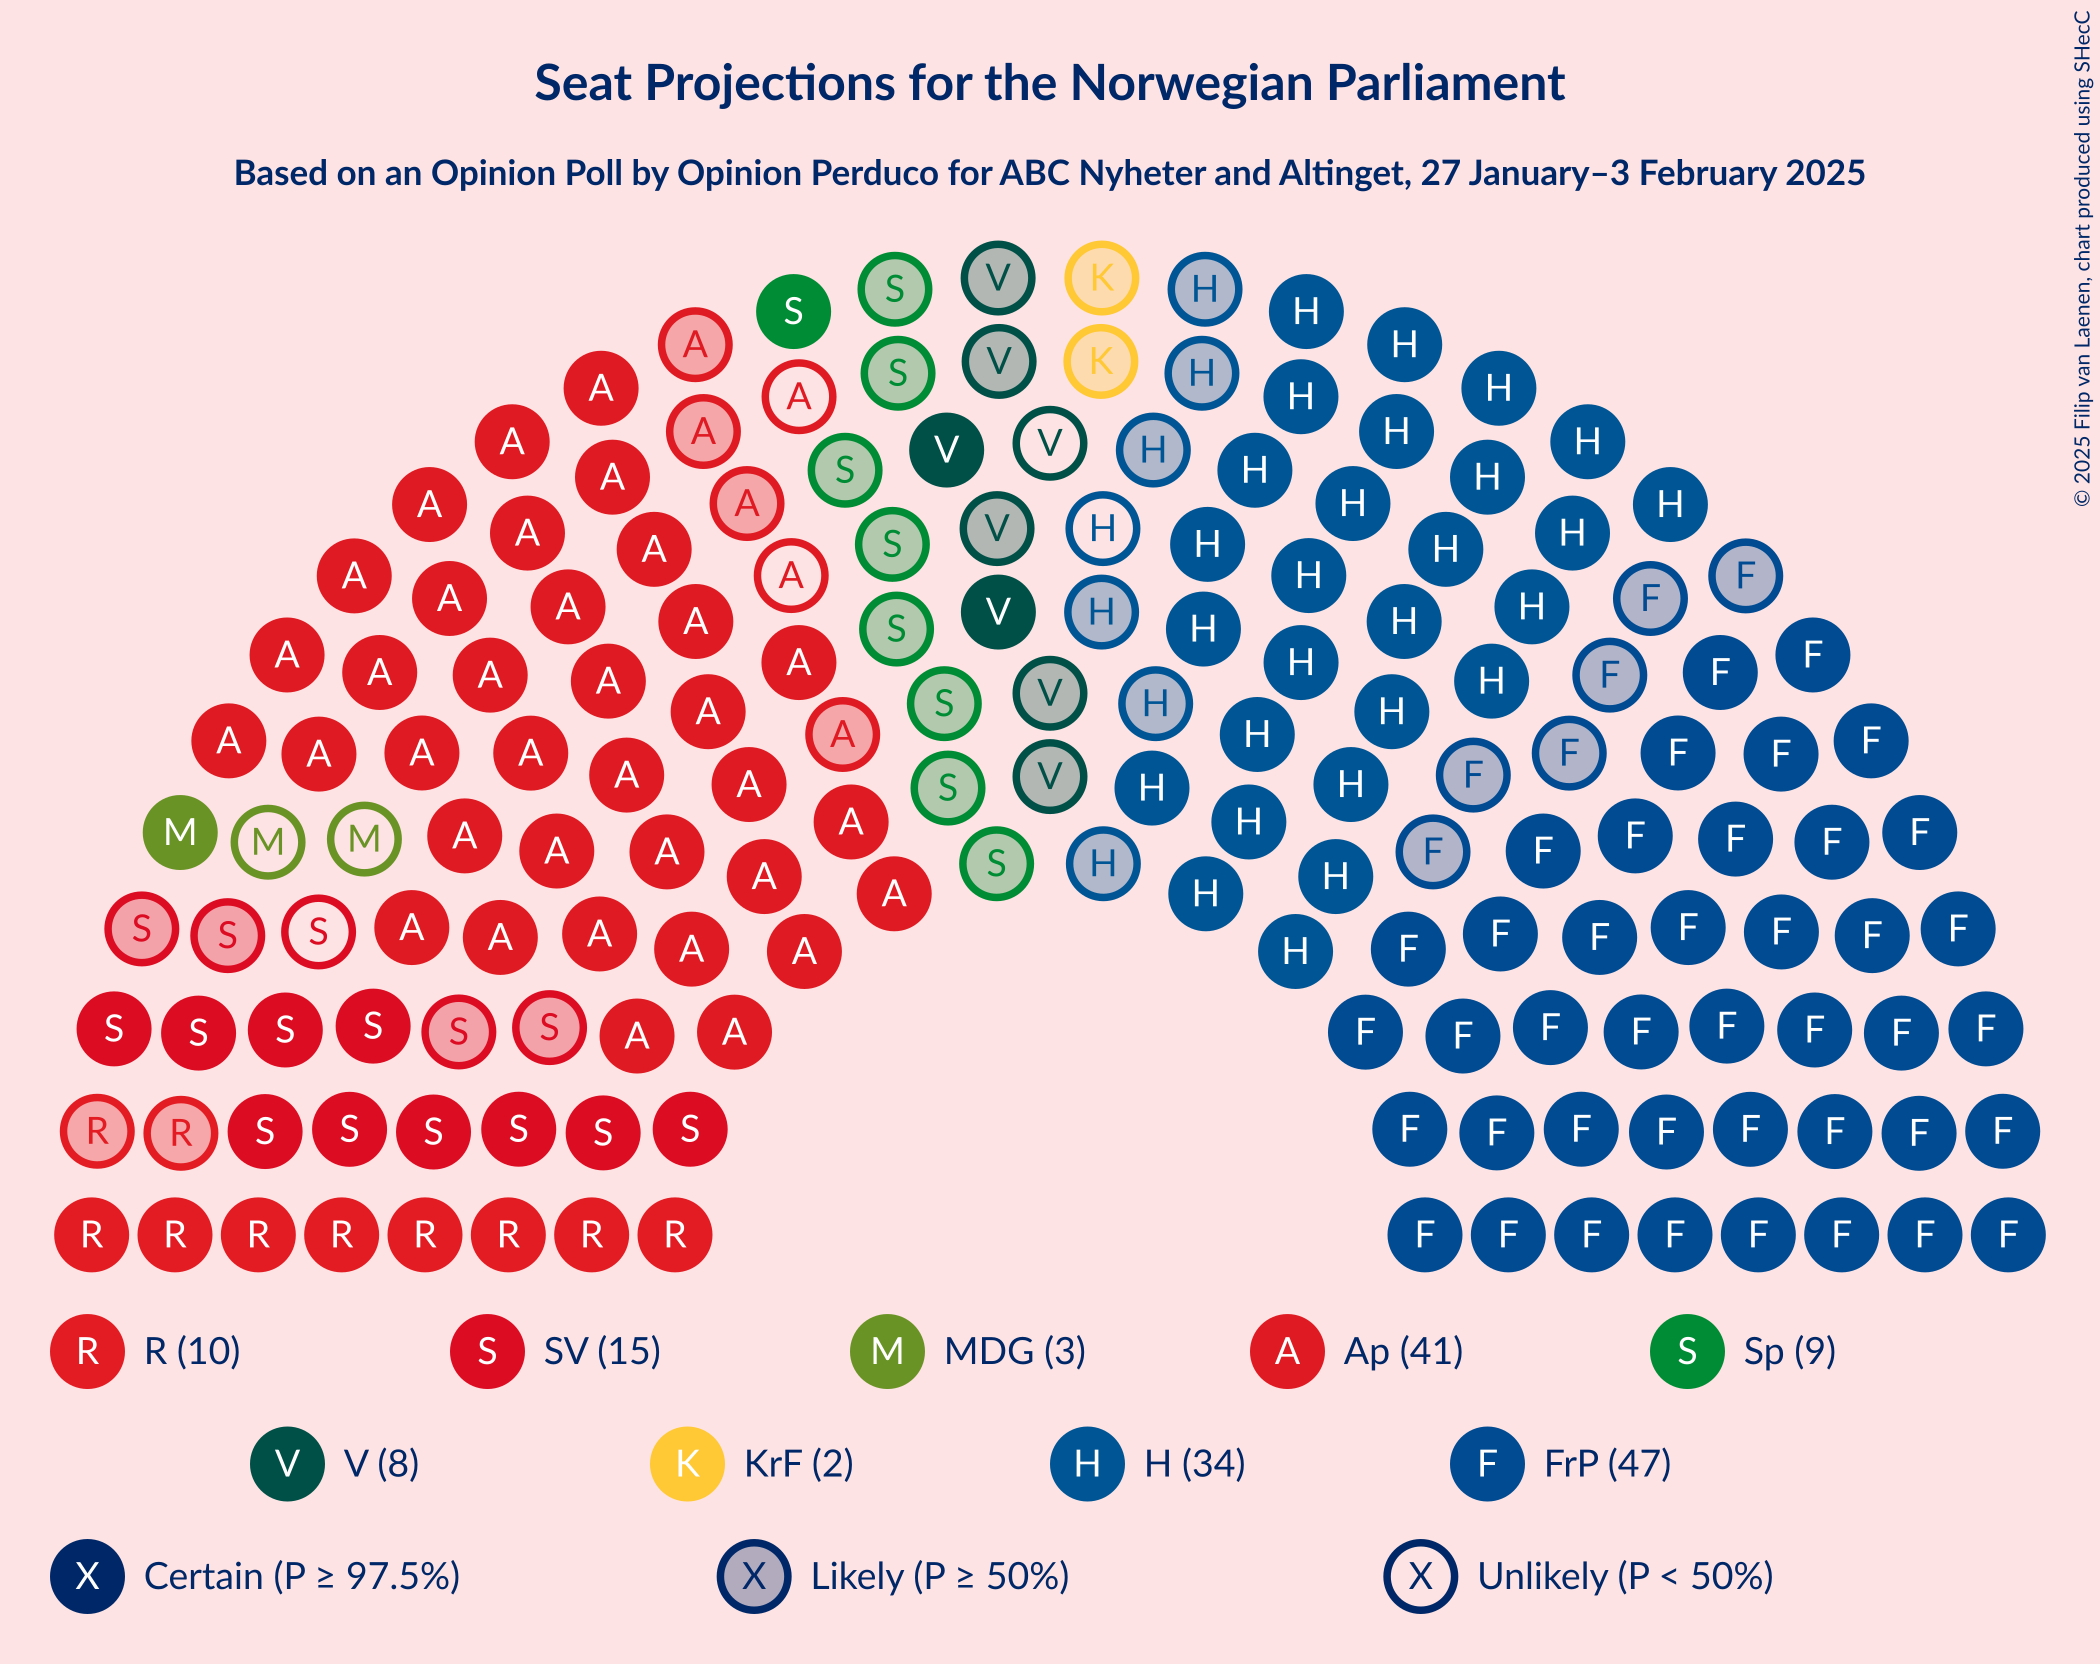 Seat Projections for the Norwegian Parliament
Based on an Opinion Poll by Opinion Perduco for ABC Nyheter and Altinget, 27 January–3 February 2025
© 2025 Filip van Laenen, chart produced using SHecC
S V K H
S H H
A V K H
A S H
A A H H
A S V V H H
A A H H
A A H H
A S V H H H
A A A H H F
A A S V H H F
A A A S H H H F
A A A H H F F
A A A S V H H H F F
A A A A H H F F F
A A A A S V H H F F F F
M M M A A A A A S H H H F F F F F F
S S S A A A A A A H H F F F F F F F
S S S S S S A A F F F F F F F F
R R S S S S S S F F F F F F F F
R R R R R R R R F F F F F F F F
R R (10) S SV (15) M MDG (3) A Ap (41) S Sp (9)
V V (8) K KrF (2) H H (34) F FrP (47)
X Certain (P ≥ 97.5%) X Likely (P ≥ 50%) X Unlikely (P < 50%)